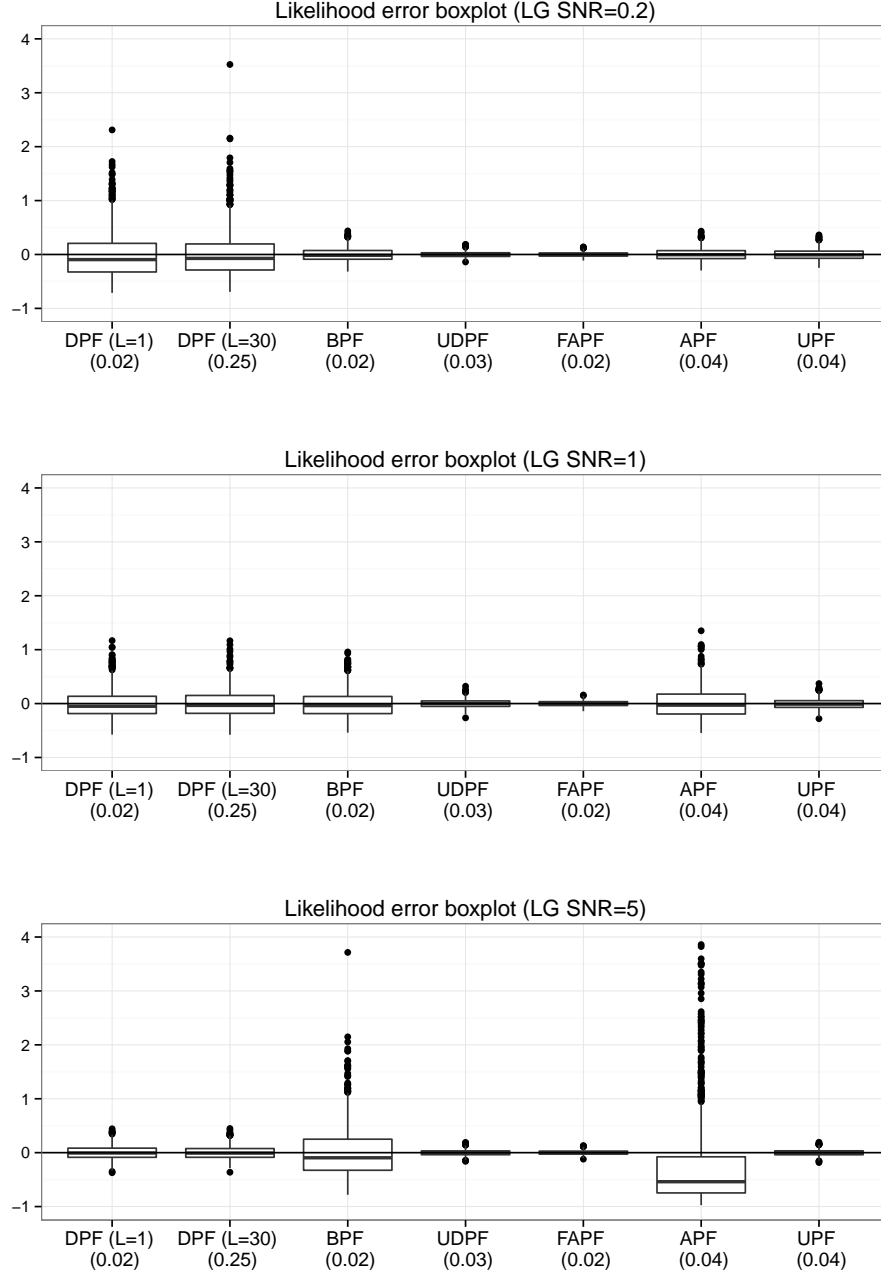 Likelihood error boxplot (LG SNR=0.2)
4
3
2
1
0
−1
DPF (L=1) DPF (L=30) BPF UDPF FAPF APF UPF
(0.02) (0.25) (0.02) (0.03) (0.02) (0.04) (0.04)
Likelihood error boxplot (LG SNR=1)
4
3
2
1
0
−1
DPF (L=1) DPF (L=30) BPF UDPF FAPF APF UPF
(0.02) (0.25) (0.02) (0.03) (0.02) (0.04) (0.04)
Likelihood error boxplot (LG SNR=5)
4
3
2
1
0
−1
DPF (L=1) DPF (L=30) BPF UDPF FAPF APF UPF
(0.02) (0.25) (0.02) (0.03) (0.02) (0.04) (0.04)